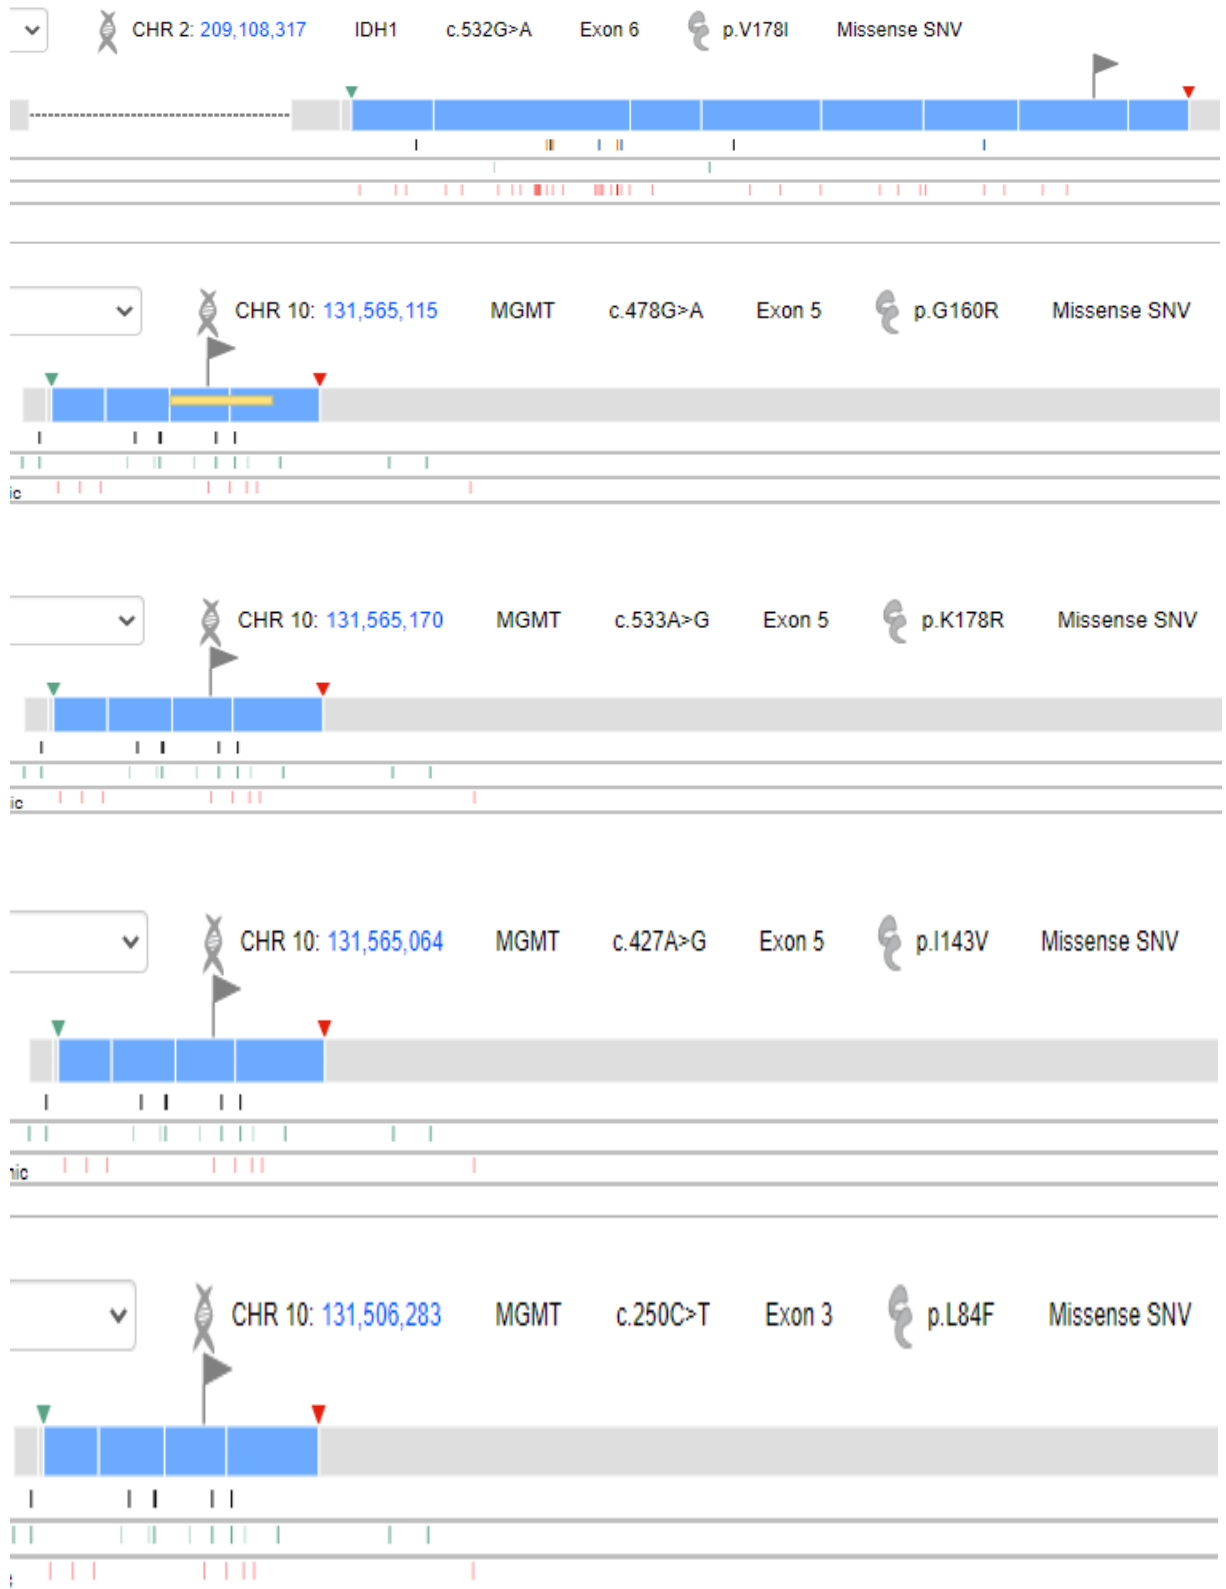 CHR 2: 209,108,317 IDH1 c.532G>A Exon 6 p.V178I Missense SNV
CHR 10: 131,565,115 MGMT c.478G>A Exon 5 p.G160R Missense SNV
ic
CHR 10: 131,565,170 MGMT c.533A>G Exon 5 p.K178R Missense SNV
ic
CHR 10: 131,565,064 MGMT c.427A>G Exon 5 p.I143V Missense SNV
nic
CHR 10: 131,506,283 MGMT c.250C>T Exon 3 p.L84F Missense SNV